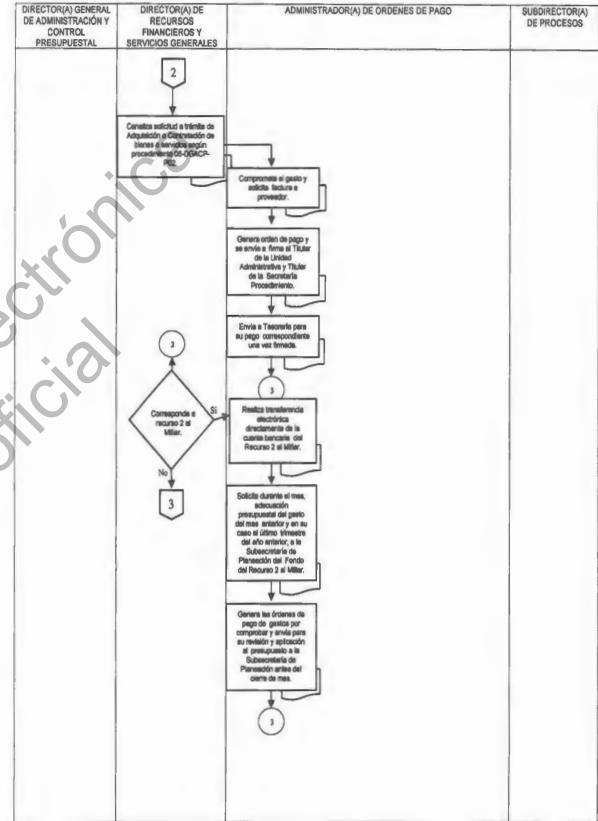 DIRECTOR(A) GENERAL
DE ADMINISTRACIÓN Y
CONTROL
PRESUPUESTAL
DIRECTOR(A) DE
RECURSOS
FINANCIEROS Y
SERVICIOS GENERALES
ADMINISTRADOR(A) DE ORDENES DE PAGO
SUBDIRECTOR(A)
DE PROCESOS
2
Canaliza solicitud a trámite de
Adquisición o Contratación de
bienes o servicios según
procedimiento 06-DGACP-
P02.
Compromete el gasto y
solicita factura a
proveedor.
Genera orden de pago y
se envía a firma al Titular
de la Unidad
Administrativa y Titular
de la Secretaría
Procedimiento.
Envía a Tesorería para
su pago correspondiente
una vez firmada.
3
Corresponde a
recurso 2 al
Millar.
Si
No
3
3
Realiza transferencia
electrónica
directamente de la
cuenta bancaria del
Recurso 2 al Millar.
Solicita durante el mes,
adecuación
presupuestal del gasto
del mes anterior y en su
caso el último trimestre
del año anterior, a la
Subsecretaría de
Planeación del Fondo
del Recurso 2 al Millar.
Genera las órdenes de
pago de gastos por
comprobar y envía para
su revisión y aplicación
al presupuesto a la
Subsecretaría de
Planeación antes del
cierre de mes.
3
ectrónica
oficial